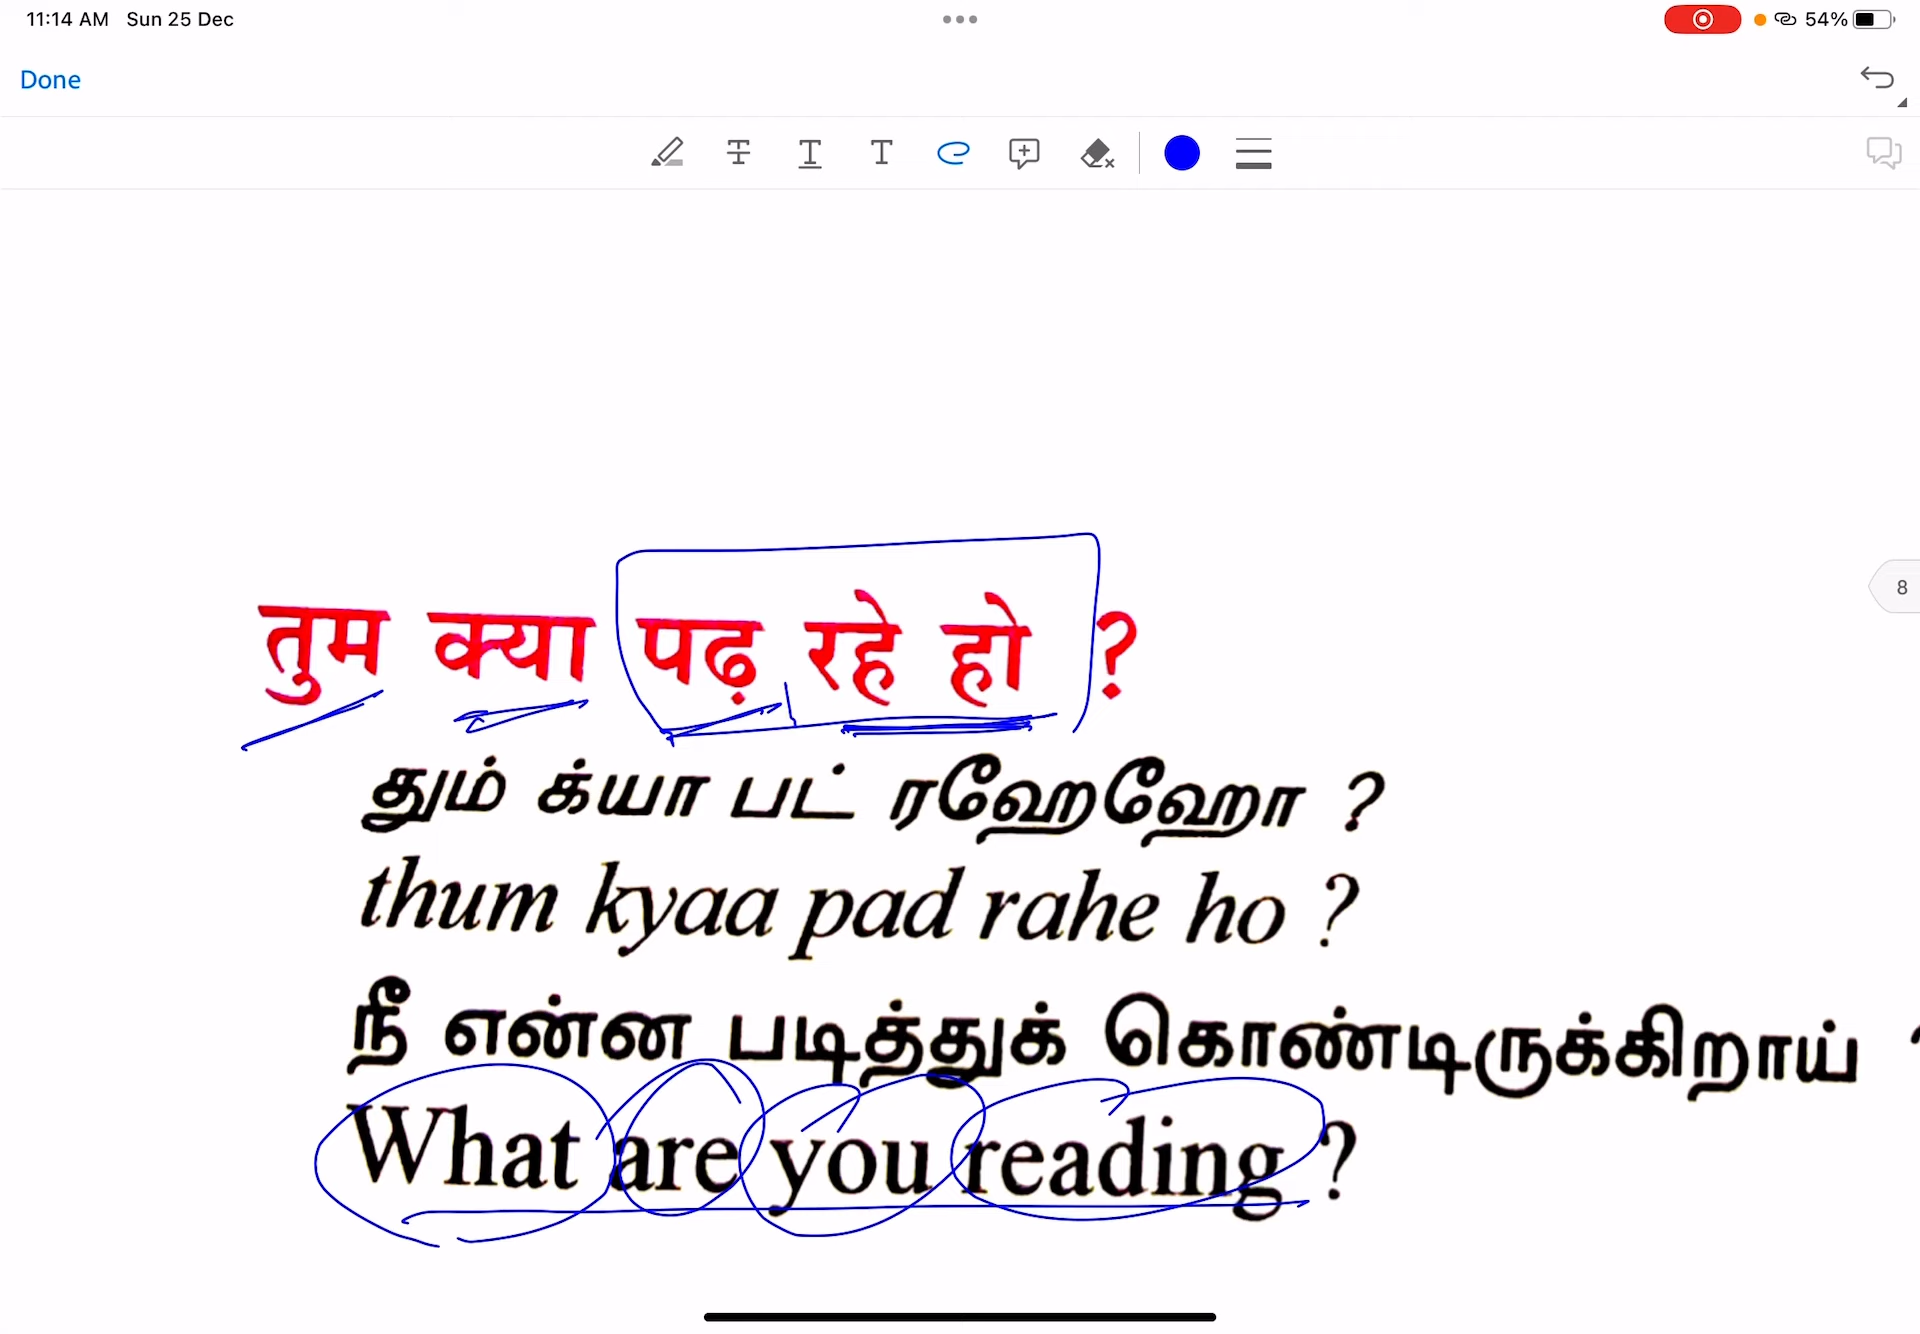 11:14 AM Sun 25 Dec
54%
Done
8
तुम क्या पढ़ रहे हो ?
தும் க்யா பட் ரஹேஹோ ?
thum kyaa pad rahe ho ?
நீ என்ன படித்துக் கொண்டிருக்கிறாய் ?
What are you reading ?